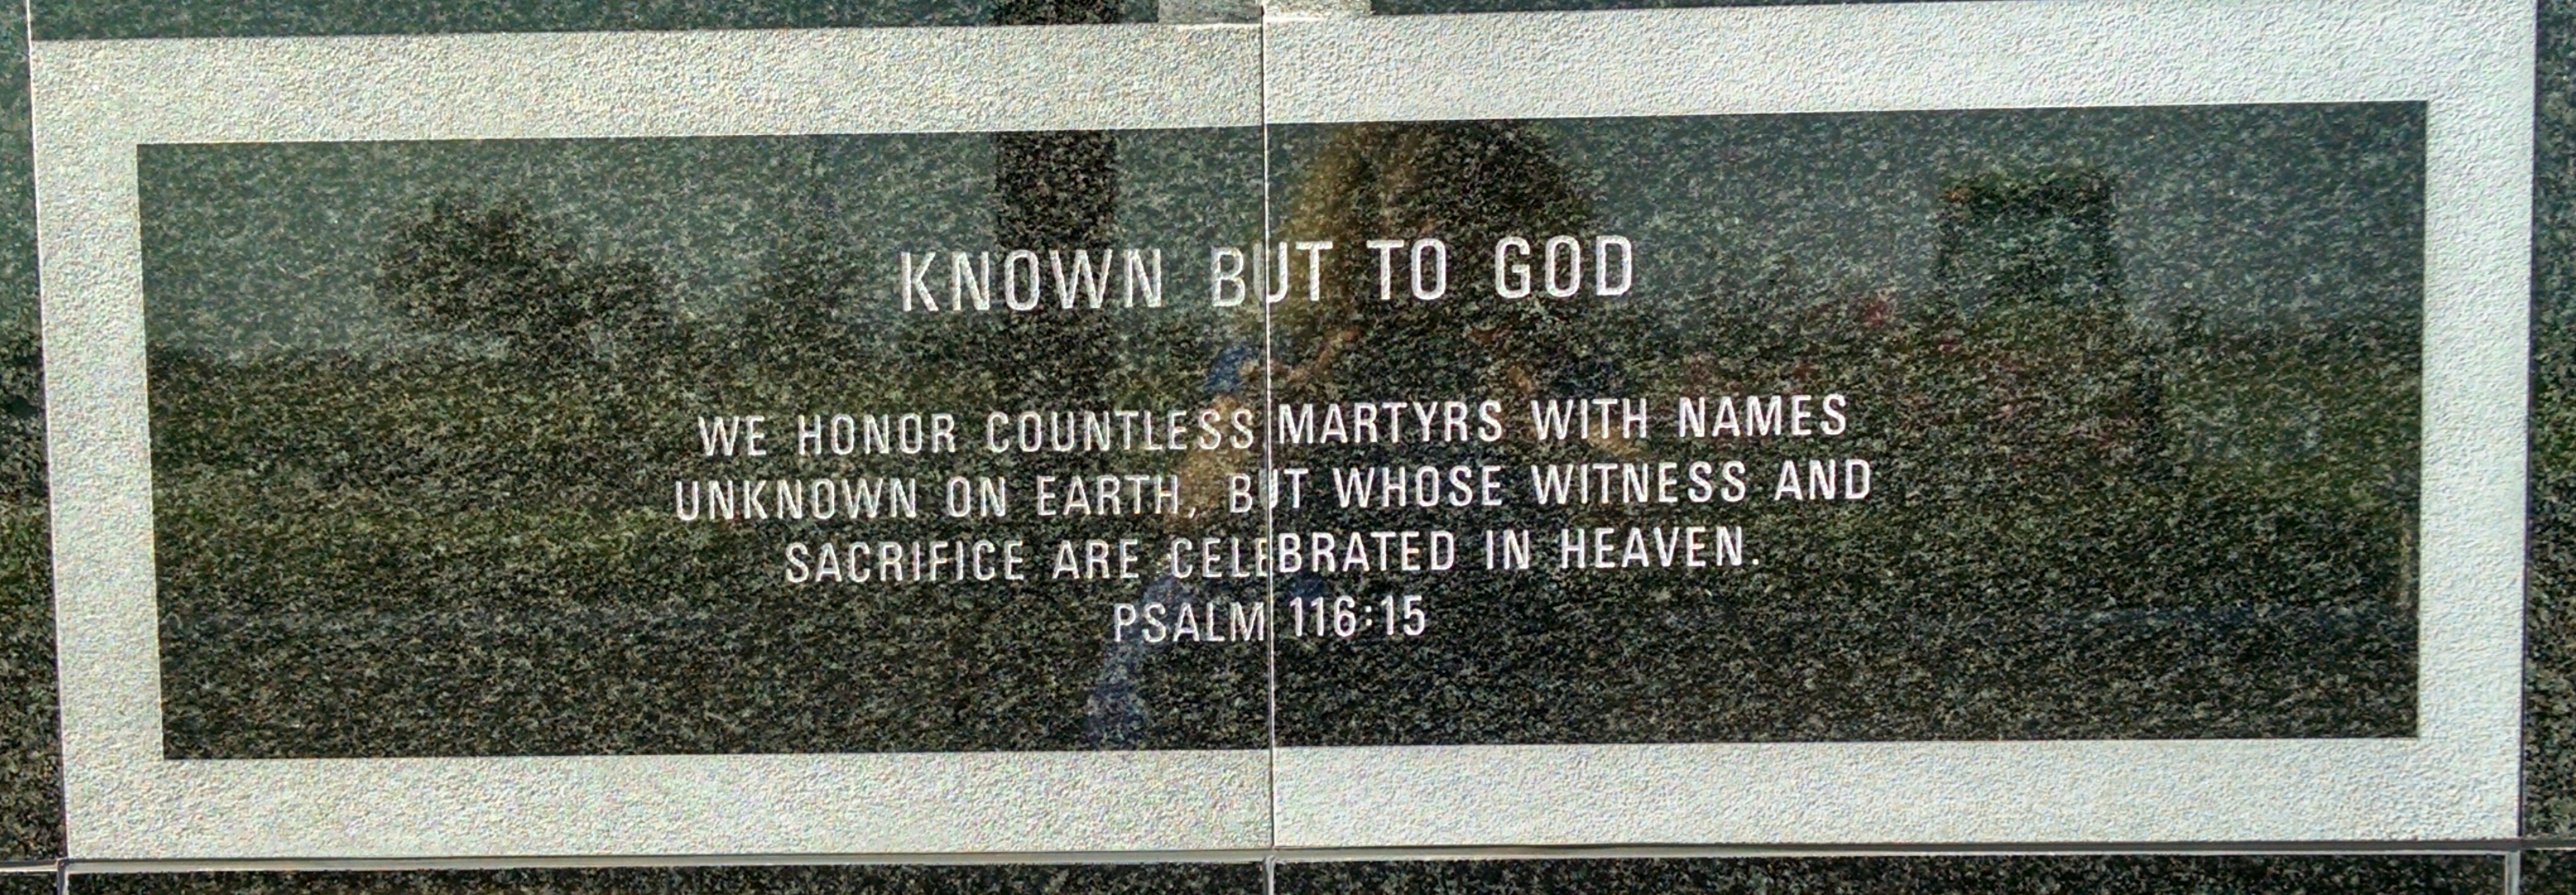 KNOWN BUT TO GOD
WE HONOR COUNTLESS MARTYRS WITH NAMES
UNKNOWN ON EARTH, BUT WHOSE WITNESS AND
SACRIFICE ARE CELEBRATED IN HEAVEN.
PSALM 116:15